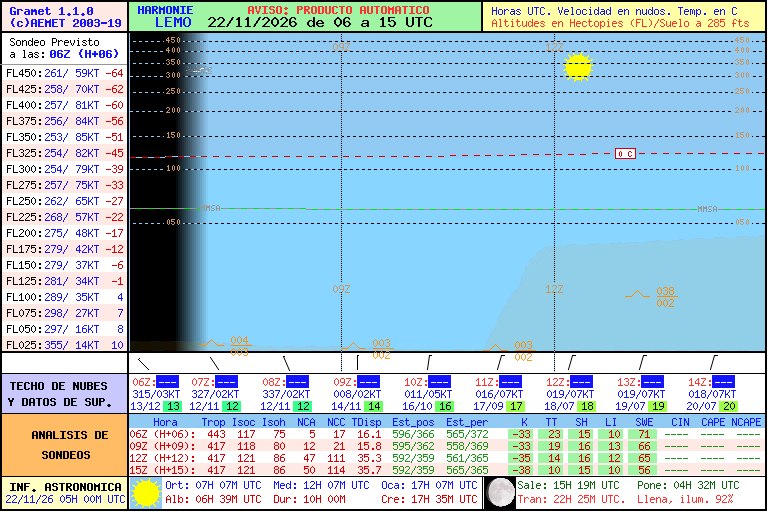 Gramet 1.1.0
(c)AEMET 2003-19
HARMONIE
LEMO
AVISO: PRODUCTO AUTOMATICO
22/11/2026 de 06 a 15 UTC
Horas UTC. Velocidad en nudos. Temp. en C
Altitudes en Hectopies (FL)/Suelo a 285 fts
Sondeo Previsto
a las: 06Z (H+06)
FL450: 261/ 59KT -64
FL425: 258/ 70KT -62
FL400: 257/ 81KT -60
FL375: 256/ 84KT -56
FL350: 253/ 85KT -51
FL325: 254/ 82KT -45
FL300: 254/ 79KT -39
FL275: 257/ 75KT -33
FL250: 262/ 65KT -27
FL225: 268/ 57KT -22
FL200: 275/ 48KT -17
FL175: 279/ 42KT -12
FL150: 279/ 37KT -6
FL125: 281/ 34KT -1
FL100: 289/ 35KT 4
FL075: 298/ 27KT 7
FL050: 297/ 16KT 8
FL025: 355/ 14KT 10
09Z 12Z
450 450
400 400
350 350
300 300
250 250
200 200
150 150
0 C
100 100
MSA MMSA
050 050
09Z 12Z
038
002
004
003
003
002
003
002
TECHO DE NUBES
Y DATOS DE SUP.
06Z: --- 07Z: --- 08Z: --- 09Z: --- 10Z: --- 11Z: --- 12Z: --- 13Z: --- 14Z: ---
315/03KT 327/02KT 337/02KT 008/02KT 011/05KT 016/07KT 019/07KT 019/07KT 018/07KT
13/12 13 12/11 12 12/11 12 14/11 14 16/10 16 17/09 17 18/07 18 19/07 19 20/07 20
ANALISIS DE
SONDEOS
Hora Trop Isoc Isoh NCA NCC TDisp Est_pos Est_per K TT SH LI SWE CIN CAPE NCAPE
06Z (H+06): 443 117 75 5 17 16.1 596/366 565/372 -33 23 15 10 71 ---- ---- ----
09Z (H+09): 417 118 80 12 21 15.8 595/362 558/369 -33 19 16 13 66 ---- ---- ----
12Z (H+12): 417 121 86 47 111 35.3 592/359 561/365 -35 14 16 12 65 ---- ---- ----
15Z (H+15): 417 121 86 50 114 35.7 592/359 565/365 -38 10 15 10 56 ---- ---- ----
INF. ASTRONOMICA
22/11/26 05H 00M UTC
Ort: 07H 07M UTC Med: 12H 07M UTC Oca: 17H 07M UTC
Alb: 06H 39M UTC Dur: 10H 00M Cre: 17H 35M UTC
Sale: 15H 19M UTC Pone: 04H 32M UTC
Tran: 22H 25M UTC. Llena, ilum. 92%